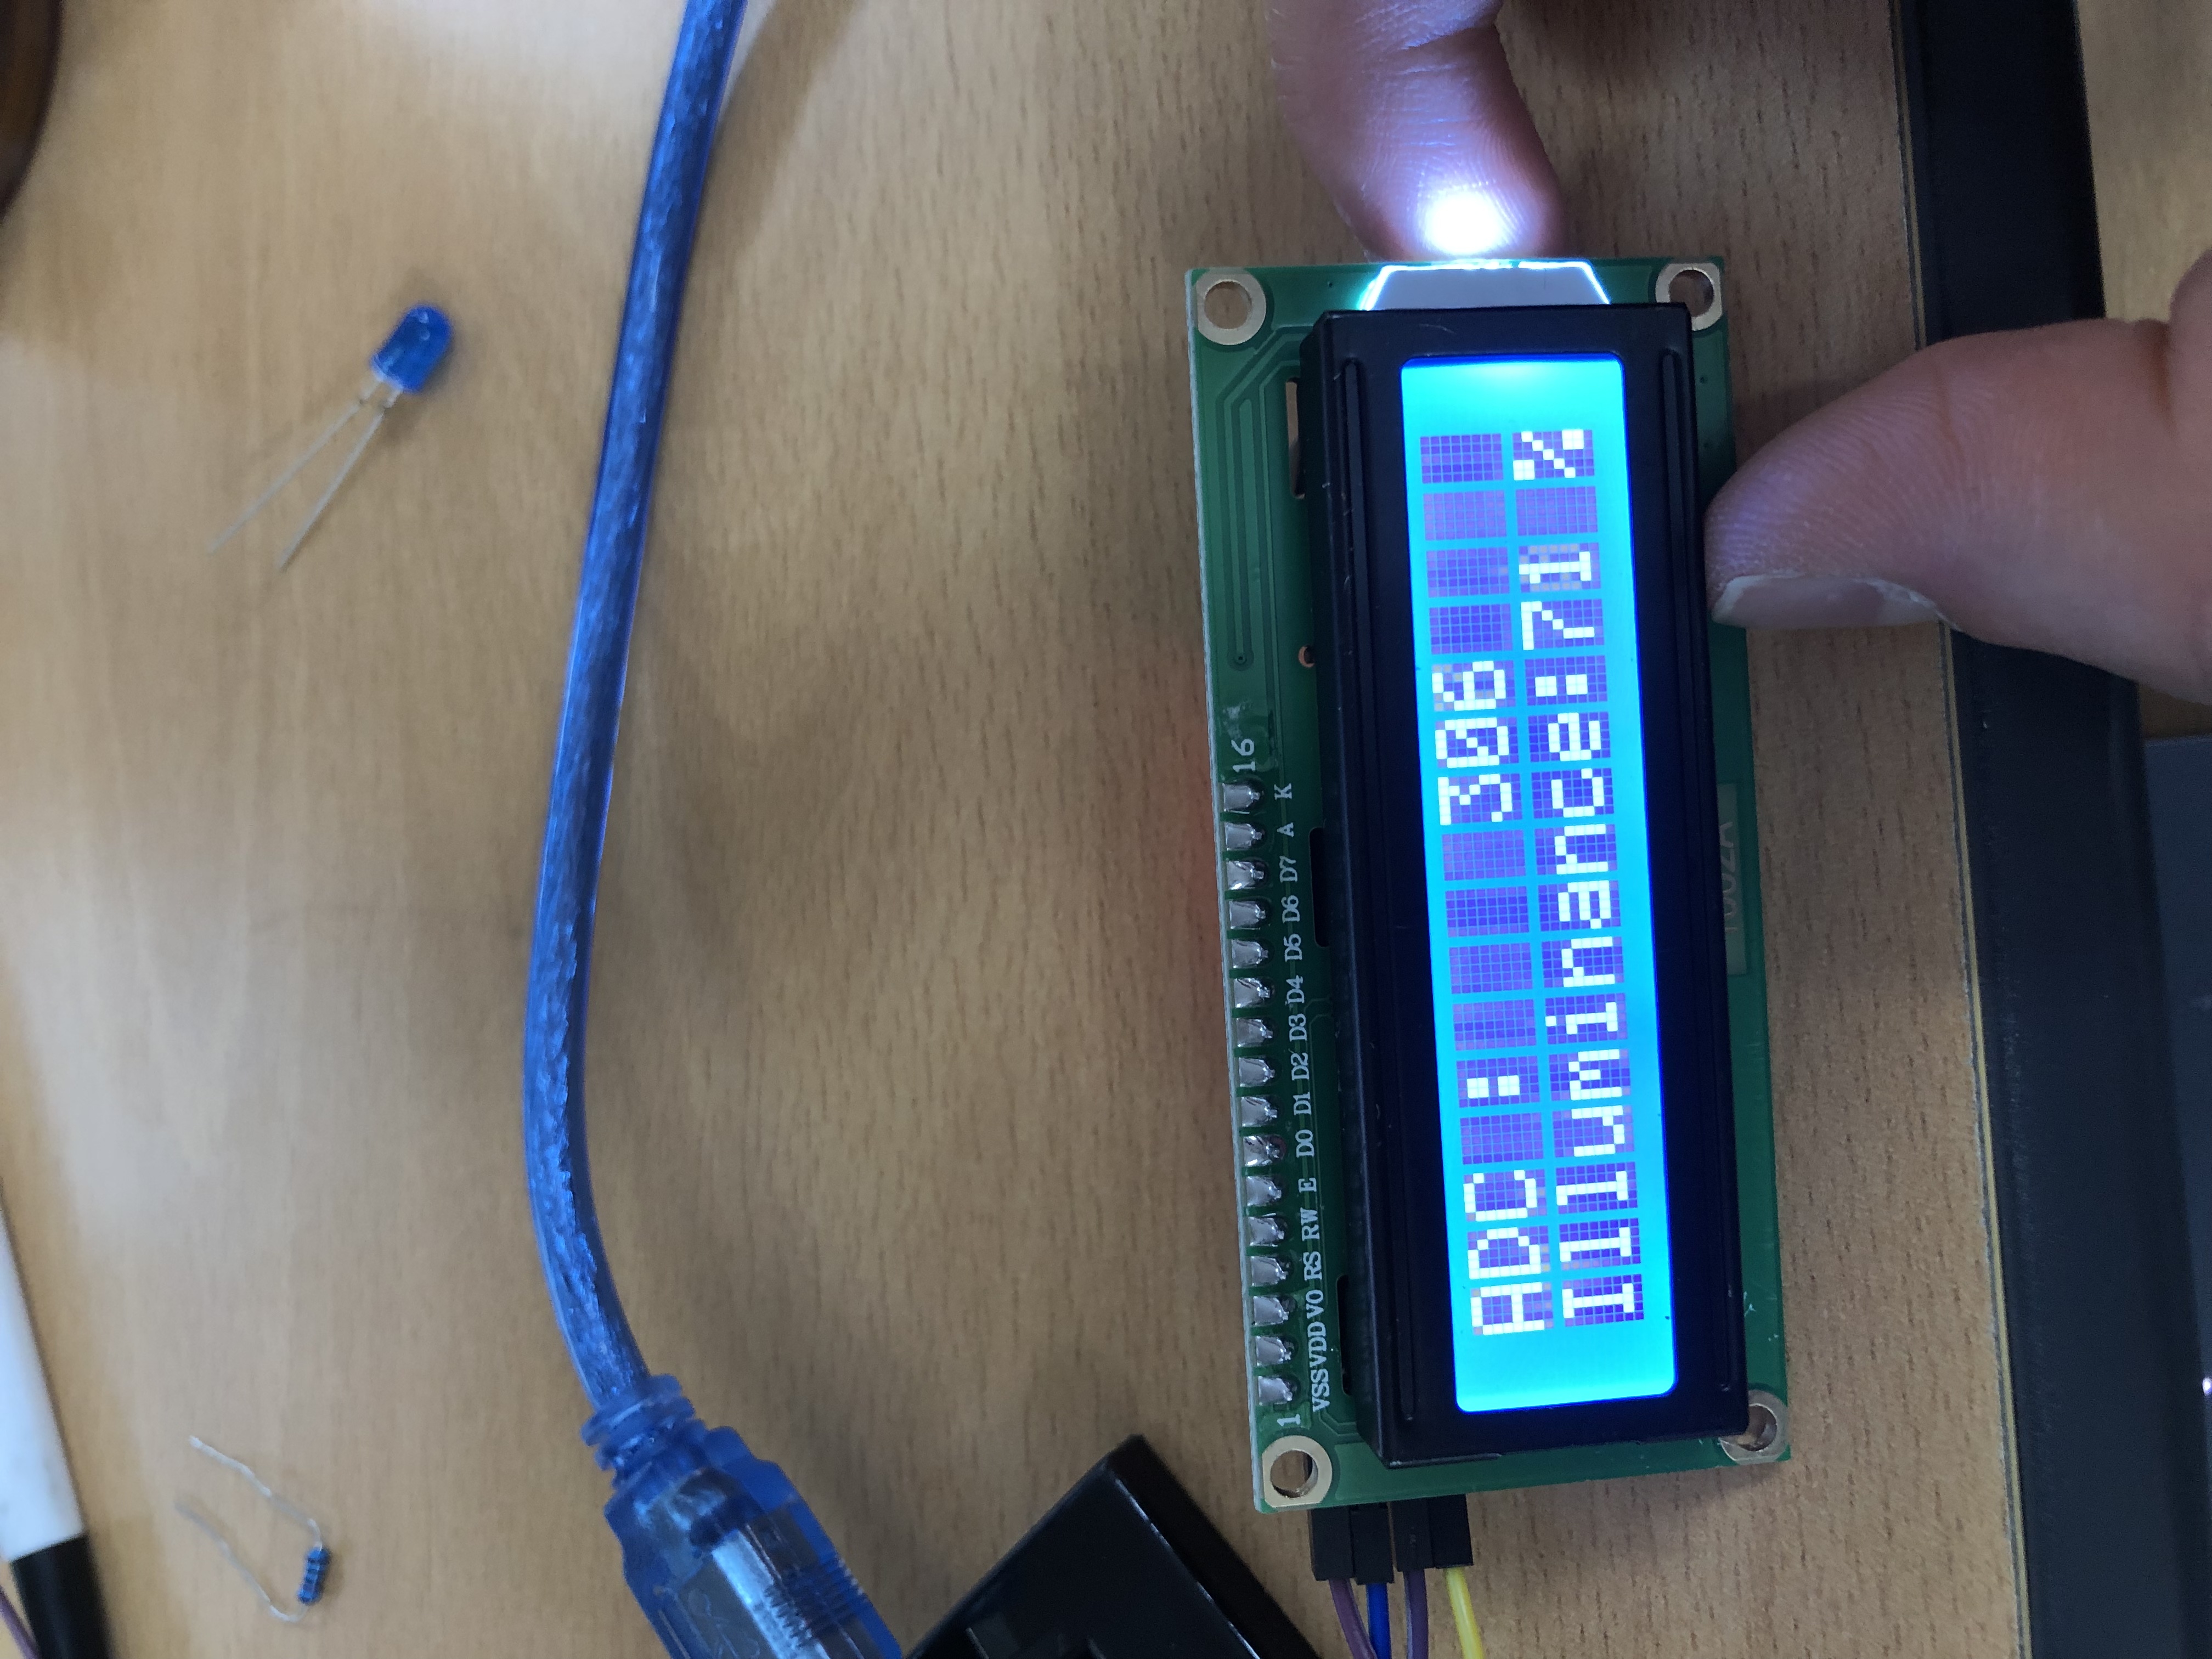 1 16
VSS VDD V0 RS RW E D0 D1 D2 D3 D4 D5 D6 D7 A K
ADC : 306
Illuminance:71 %
1602A